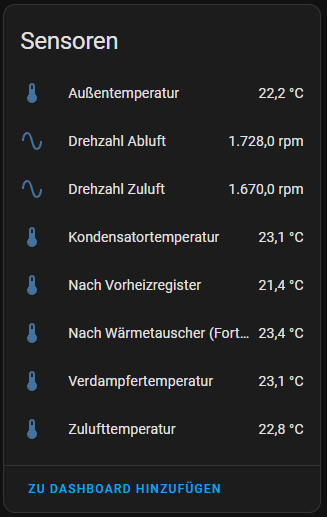 Sensoren
Außentemperatur 22,2 °C
Drehzahl Abluft 1.728,0 rpm
Drehzahl Zuluft 1.670,0 rpm
Kondensatortemperatur 23,1 °C
Nach Vorheizregister 21,4 °C
Nach Wärmetauscher (Fort... 23,4 °C
Verdampfertemperatur 23,1 °C
Zulufttemperatur 22,8 °C
ZU DASHBOARD HINZUFÜGEN